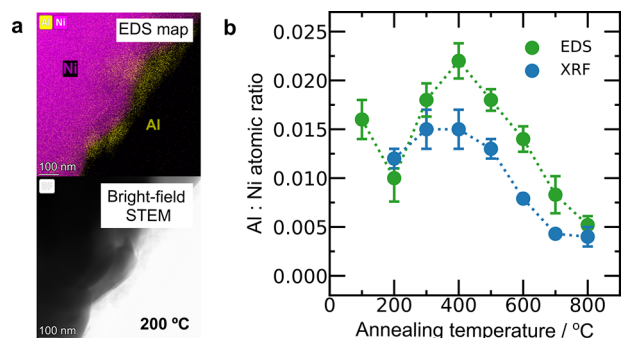 a
Al Ni
EDS map
Ni
Al
100 nm
Bright-field
STEM
100 nm
200 ºC
b
0.025
0.020
0.015
0.010
0.005
0.000
Al : Ni atomic ratio
EDS
XRF
0 200 400 600 800
Annealing temperature / ºC